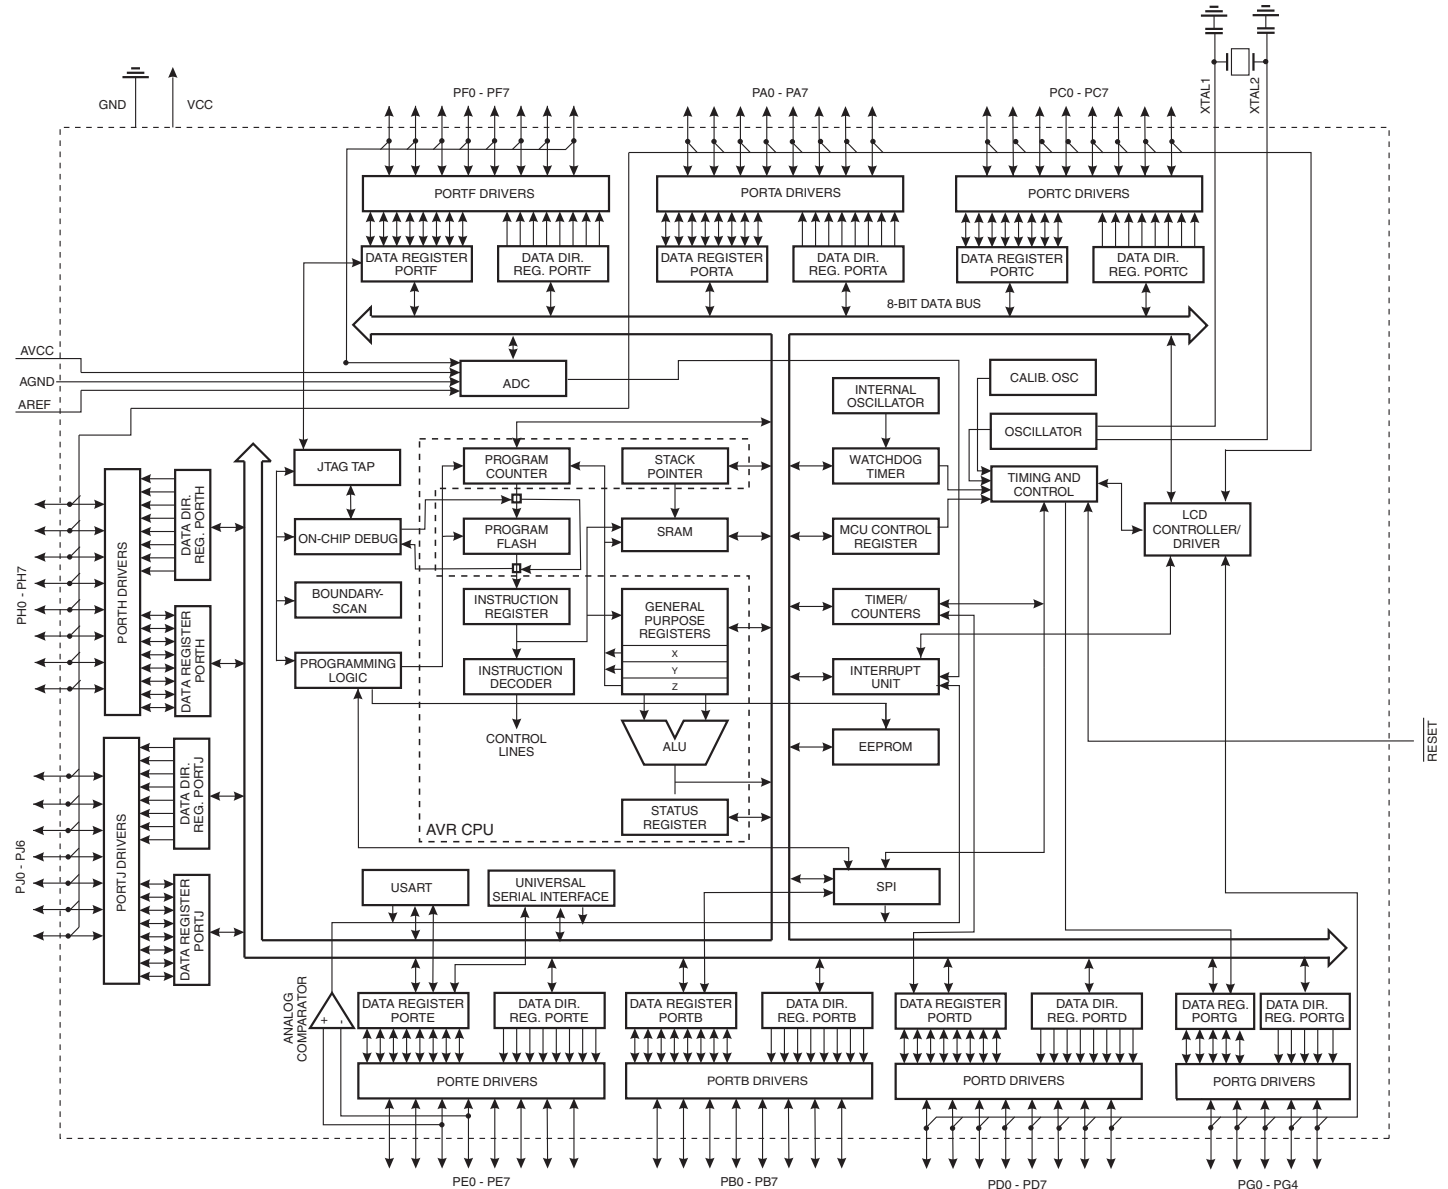 XTAL1
XTAL2
GND
VCC
PF0 - PF7
PA0 - PA7
PC0 - PC7
PORTF DRIVERS
PORTA DRIVERS
PORTC DRIVERS
DATA REGISTER
PORTF
DATA DIR.
REG. PORTF
DATA REGISTER
PORTA
DATA DIR.
REG. PORTA
DATA REGISTER
PORTC
DATA DIR.
REG. PORTC
8-BIT DATA BUS
AVCC
AGND
AREF
ADC
INTERNAL
OSCILLATOR
CALIB. OSC
OSCILLATOR
JTAG TAP
PROGRAM
COUNTER
STACK
POINTER
WATCHDOG
TIMER
TIMING AND
CONTROL
LCD
CONTROLLER/
DRIVER
ON-CHIP DEBUG
PROGRAM
FLASH
SRAM
MCU CONTROL
REGISTER
BOUNDARY-
SCAN
INSTRUCTION
REGISTER
GENERAL
PURPOSE
REGISTERS
X
Y
Z
TIMER/
COUNTERS
PROGRAMMING
LOGIC
INSTRUCTION
DECODER
INTERRUPT
UNIT
CONTROL
LINES
ALU
EEPROM
RESET
STATUS
REGISTER
AVR CPU
PH0 - PH7
PORTH DRIVERS
DATA DIR.
REG. PORTH
DATA REGISTER
PORTH
PJ0 - PJ6
PORTJ DRIVERS
DATA DIR.
REG. PORTJ
DATA REGISTER
PORTJ
USART
UNIVERSAL
SERIAL INTERFACE
SPI
ANALOG
COMPARATOR
+
-
DATA REGISTER
PORTE
DATA DIR.
REG. PORTE
DATA REGISTER
PORTB
DATA DIR.
REG. PORTB
DATA REGISTER
PORTD
DATA DIR.
REG. PORTD
DATA REG.
PORTG
DATA DIR.
REG. PORTG
PORTE DRIVERS
PORTB DRIVERS
PORTD DRIVERS
PORTG DRIVERS
PE0 - PE7
PB0 - PB7
PD0 - PD7
PG0 - PG4